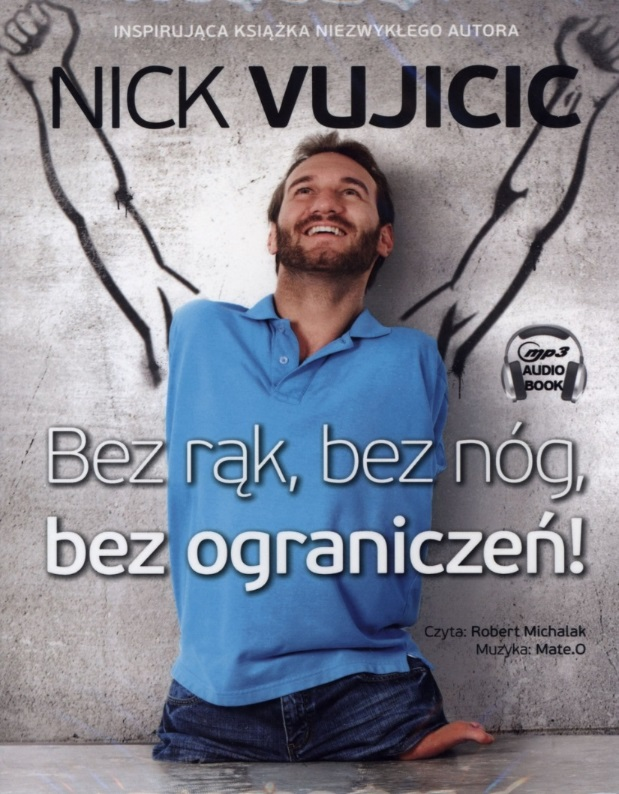 INSPIRUJĄCA KSIĄŻKA NIEZWYKŁEGO AUTORA
NICK VUJICIC
mp3
AUDIO
BOOK
Bez rąk, bez nóg,
bez ograniczeń!
Czyta: Robert Michalak
Muzyka: Mate.O